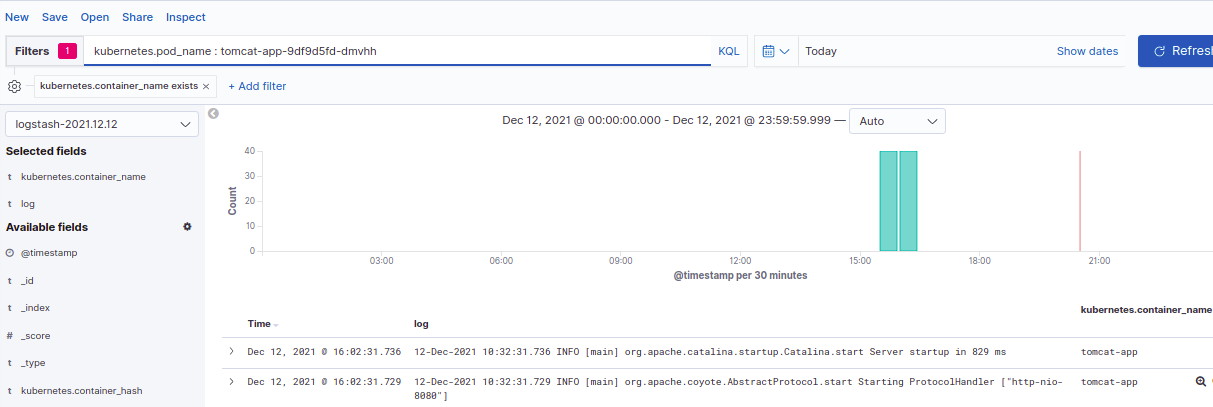 New Save Open Share Inspect
Filters 1 kubernetes.pod_name : tomcat-app-9df9d5fd-dmvhh KQL Today Show dates Refresh
kubernetes.container_name exists × + Add filter
logstash-2021.12.12
Dec 12, 2021 @ 00:00:00.000 - Dec 12, 2021 @ 23:59:59.999 — Auto
Selected fields
t kubernetes.container_name
t log
Available fields
@timestamp
t _id
t _index
# _score
t _type
t kubernetes.container_hash
Count
40
30
20
10
0
03:00 06:00 09:00 12:00 15:00 18:00 21:00
@timestamp per 30 minutes
Time log kubernetes.container_name
Dec 12, 2021 @ 16:02:31.736 12-Dec-2021 10:32:31.736 INFO [main] org.apache.catalina.startup.Catalina.start Server startup in 829 ms tomcat-app
Dec 12, 2021 @ 16:02:31.729 12-Dec-2021 10:32:31.729 INFO [main] org.apache.coyote.AbstractProtocol.start Starting ProtocolHandler ["http-nio- tomcat-app
8080"]